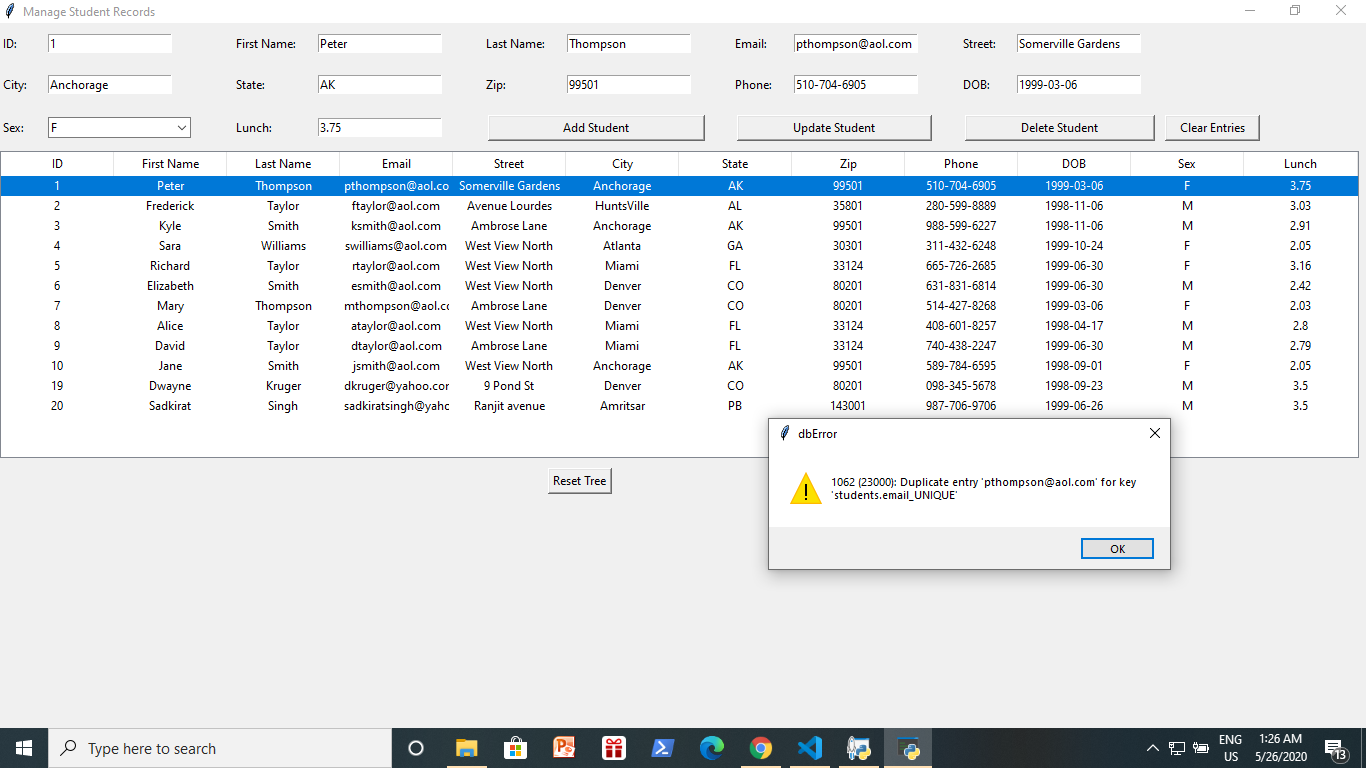 Manage Student Records
ID: 1 First Name: Peter Last Name: Thompson Email: pthompson@aol.com Street: Somerville Gardens
City: Anchorage State: AK Zip: 99501 Phone: 510-704-6905 DOB: 1999-03-06
Sex: F Lunch: 3.75 Add Student Update Student Delete Student Clear Entries
ID First Name Last Name Email Street City State Zip Phone DOB Sex Lunch
1 Peter Thompson pthompson@aol.co Somerville Gardens Anchorage AK 99501 510-704-6905 1999-03-06 F 3.75
2 Frederick Taylor ftaylor@aol.com Avenue Lourdes HuntsVille AL 35801 280-599-8889 1998-11-06 M 3.03
3 Kyle Smith ksmith@aol.com Ambrose Lane Anchorage AK 99501 988-599-6227 1998-11-06 M 2.91
4 Sara Williams swilliams@aol.com West View North Atlanta GA 30301 311-432-6248 1999-10-24 F 2.05
5 Richard Taylor rtaylor@aol.com West View North Miami FL 33124 665-726-2685 1999-06-30 F 3.16
6 Elizabeth Smith esmith@aol.com West View North Denver CO 80201 631-831-6814 1999-06-30 M 2.42
7 Mary Thompson mthompson@aol.cc Ambrose Lane Denver CO 80201 514-427-8268 1999-03-06 F 2.03
8 Alice Taylor ataylor@aol.com West View North Miami FL 33124 408-601-8257 1998-04-17 M 2.8
9 David Taylor dtaylor@aol.com Ambrose Lane Miami FL 33124 740-438-2247 1999-06-30 M 2.79
10 Jane Smith jsmith@aol.com West View North Anchorage AK 99501 589-784-6595 1998-09-01 F 2.05
19 Dwayne Kruger dkruger@yahoo.cor 9 Pond St Denver CO 80201 098-345-5678 1998-09-23 M 3.5
20 Sadkirat Singh sadkiratsingh@yahc Ranjit avenue Amritsar PB 143001 987-706-9706 1999-06-26 M 3.5
Reset Tree
dbError
1062 (23000): Duplicate entry 'pthompson@aol.com' for key
'students.email_UNIQUE'
OK
Type here to search
ENG
US
1:26 AM
5/26/2020
13